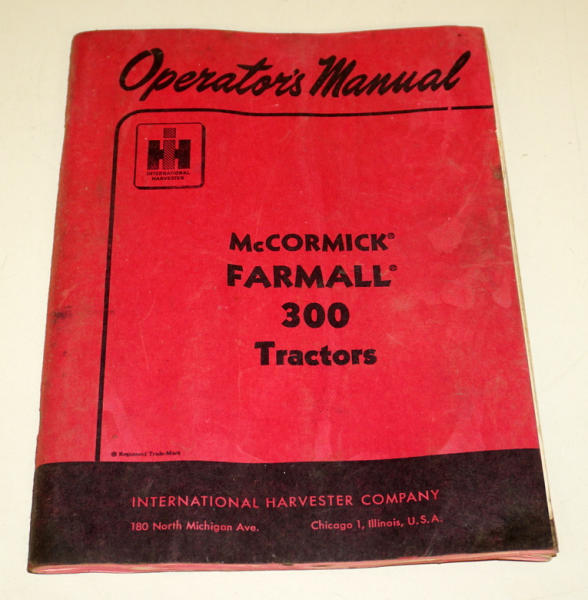 Operator's Manual
IH
INTERNATIONAL
HARVESTER
McCORMICK®
FARMALL®
300
Tractors
® Registered Trade-Mark
INTERNATIONAL HARVESTER COMPANY
180 North Michigan Ave. Chicago 1, Illinois, U.S.A.